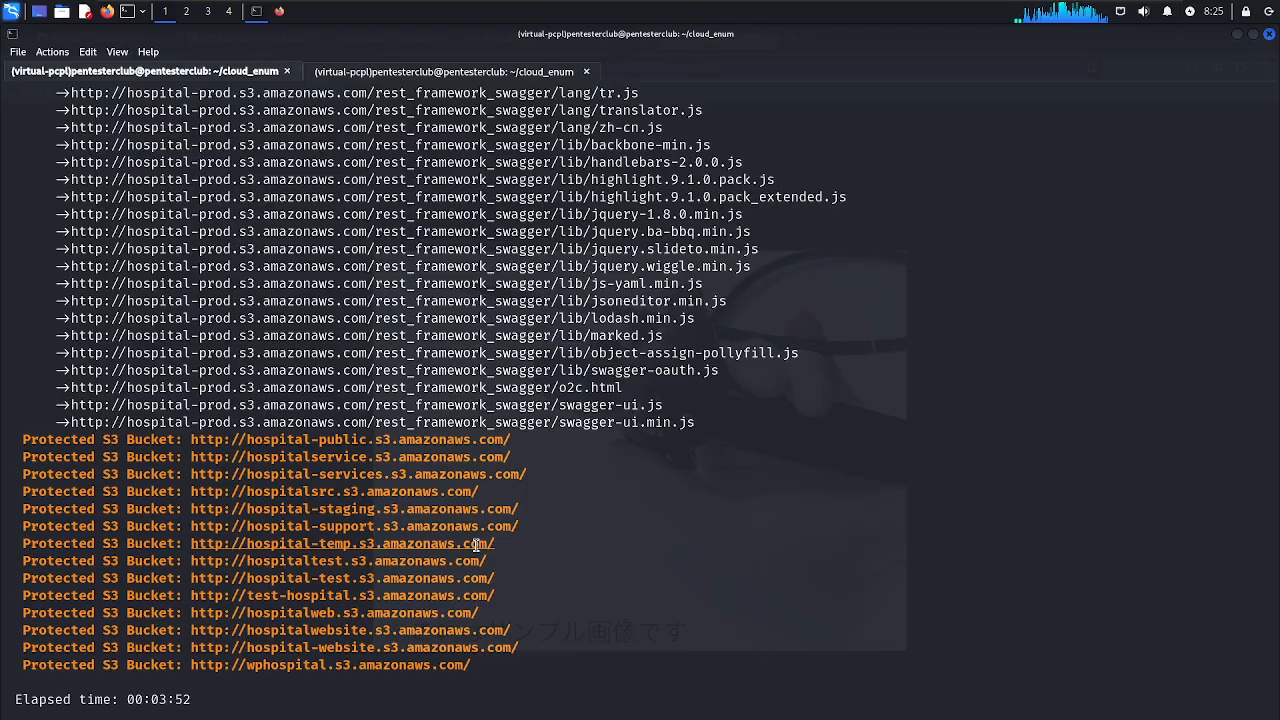 1 2 3 4
8:25
(virtual-pcpl)pentesterclub@pentesterclub: ~/cloud_enum
File Actions Edit View Help
(virtual-pcpl)pentesterclub@pentesterclub: ~/cloud_enum × (virtual-pcpl)pentesterclub@pentesterclub: ~/cloud_enum ×
→http://hospital-prod.s3.amazonaws.com/rest_framework_swagger/lang/tr.js
→http://hospital-prod.s3.amazonaws.com/rest_framework_swagger/lang/translator.js
→http://hospital-prod.s3.amazonaws.com/rest_framework_swagger/lang/zh-cn.js
→http://hospital-prod.s3.amazonaws.com/rest_framework_swagger/lib/backbone-min.js
→http://hospital-prod.s3.amazonaws.com/rest_framework_swagger/lib/handlebars-2.0.0.js
→http://hospital-prod.s3.amazonaws.com/rest_framework_swagger/lib/highlight.9.1.0.pack.js
→http://hospital-prod.s3.amazonaws.com/rest_framework_swagger/lib/highlight.9.1.0.pack_extended.js
→http://hospital-prod.s3.amazonaws.com/rest_framework_swagger/lib/jquery-1.8.0.min.js
→http://hospital-prod.s3.amazonaws.com/rest_framework_swagger/lib/jquery.ba-bbq.min.js
→http://hospital-prod.s3.amazonaws.com/rest_framework_swagger/lib/jquery.slideto.min.js
→http://hospital-prod.s3.amazonaws.com/rest_framework_swagger/lib/jquery.wiggle.min.js
→http://hospital-prod.s3.amazonaws.com/rest_framework_swagger/lib/js-yaml.min.js
→http://hospital-prod.s3.amazonaws.com/rest_framework_swagger/lib/jsoneditor.min.js
→http://hospital-prod.s3.amazonaws.com/rest_framework_swagger/lib/lodash.min.js
→http://hospital-prod.s3.amazonaws.com/rest_framework_swagger/lib/marked.js
→http://hospital-prod.s3.amazonaws.com/rest_framework_swagger/lib/object-assign-pollyfill.js
→http://hospital-prod.s3.amazonaws.com/rest_framework_swagger/lib/swagger-oauth.js
→http://hospital-prod.s3.amazonaws.com/rest_framework_swagger/o2c.html
→http://hospital-prod.s3.amazonaws.com/rest_framework_swagger/swagger-ui.js
→http://hospital-prod.s3.amazonaws.com/rest_framework_swagger/swagger-ui.min.js
Protected S3 Bucket: http://hospital-public.s3.amazonaws.com/
Protected S3 Bucket: http://hospitalservice.s3.amazonaws.com/
Protected S3 Bucket: http://hospital-services.s3.amazonaws.com/
Protected S3 Bucket: http://hospitalsrc.s3.amazonaws.com/
Protected S3 Bucket: http://hospital-staging.s3.amazonaws.com/
Protected S3 Bucket: http://hospital-support.s3.amazonaws.com/
Protected S3 Bucket: http://hospital-temp.s3.amazonaws.com/
Protected S3 Bucket: http://hospitaltest.s3.amazonaws.com/
Protected S3 Bucket: http://hospital-test.s3.amazonaws.com/
Protected S3 Bucket: http://test-hospital.s3.amazonaws.com/
Protected S3 Bucket: http://hospitalweb.s3.amazonaws.com/
Protected S3 Bucket: http://hospitalwebsite.s3.amazonaws.com/
Protected S3 Bucket: http://hospital-website.s3.amazonaws.com/
Protected S3 Bucket: http://wphospital.s3.amazonaws.com/
Elapsed time: 00:03:52